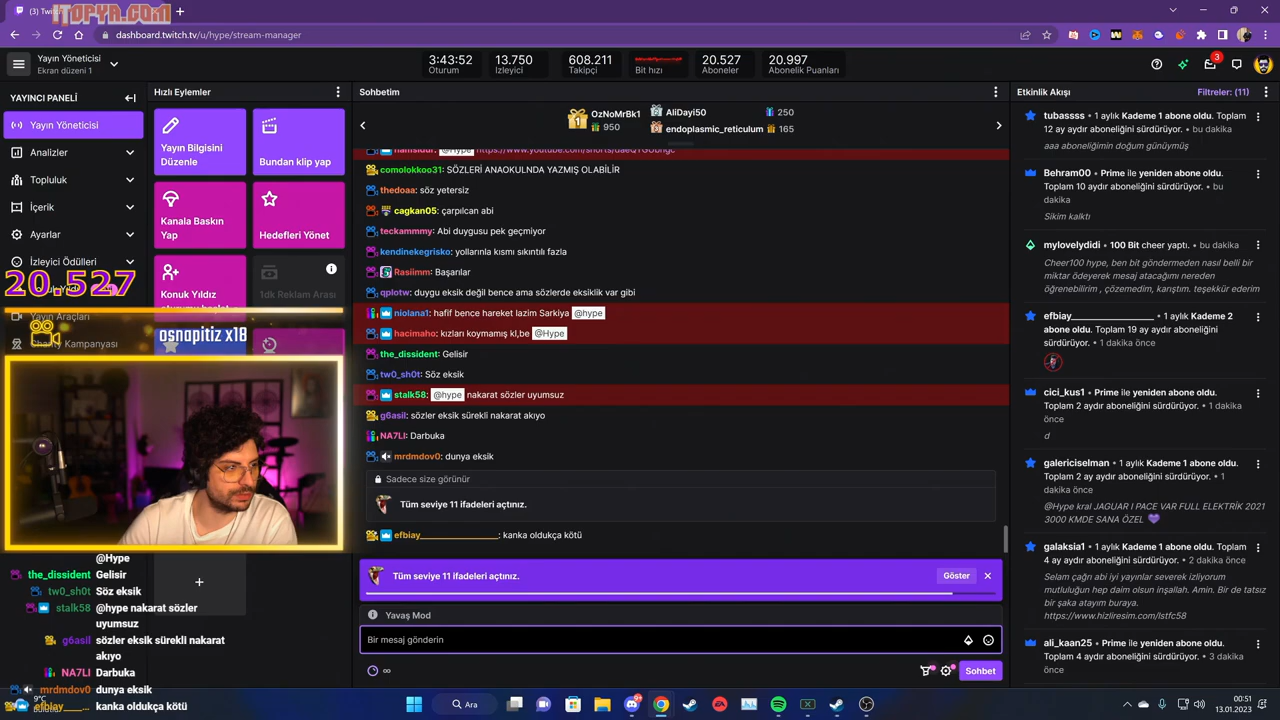 (3) Twitch
iTOPYA.COM
dashboard.twitch.tv/u/hype/stream-manager
Yayın Yöneticisi
Ekran düzeni 1
3:43:52
Oturum
13.750
İzleyici
608.211
Takipçi
Bit hızı
20.527
Aboneler
20.997
Abonelik Puanları
3
YAYINCI PANELİ
Yayın Yöneticisi
Analizler
Topluluk
İçerik
Ayarlar
İzleyici Ödülleri
20.527
Yayın Araçları
Charity Kampanyası
Hızlı Eylemler
Yayın Bilgisini
Düzenle
Bundan klip yap
Kanala Baskın
Yap
Hedefleri Yönet
Konuk Yıldız
1dk Reklam Arası
osnapitiz x18
Sohbetim
OzNoMrBk1
950
AliDayi50
250
endoplasmic_reticulum
165
comolokkoo31: SÖZLERİ ANAOKULNDA YAZMIŞ OLABİLİR
thedoaa: söz yetersiz
cagkan05: çarpılcan abi
teckammmy: Abi duygusu pek geçmiyor
kendinekegrisko: yollarınla kısmı sıkıntılı fazla
Rasiimm: Başarılar
qplotw: duygu eksik değil bence ama sözlerde eksiklik var gibi
niolana1: hafif bence hareket lazim Sarkiya @hype
hacimaho: kızları koymamış kl,be @Hype
the_dissident: Gelisir
tw0_sh0t: Söz eksik
stalk58: @hype nakarat sözler uyumsuz
g6asil: sözler eksik sürekli nakarat akıyo
NA7LI: Darbuka
mrdmdov0: dunya eksik
Sadece size görünür
Tüm seviye 11 ifadeleri açtınız.
efbiay____________________: kanka oldukça kötü
Tüm seviye 11 ifadeleri açtınız.
Göster
Yavaş Mod
Bir mesaj gönderin
Sohbet
Etkinlik Akışı
Filtreler: (11)
tubassss • 1 aylık Kademe 1 abone oldu. Toplam
12 ay aydır aboneliğini sürdürüyor. • bu dakika
aaa aboneliğimin doğum günüymüş
Behram00 • Prime ile yeniden abone oldu.
Toplam 10 aydır aboneliğini sürdürüyor. • bu
dakika
Sikim kalktı
mylovelydidi • 100 Bit cheer yaptı. • bu dakika
Cheer100 hype, ben bit göndermeden nasıl belli bir
miktar ödeyerek mesaj atacağımı nereden
öğrenebilirim , çözemedim, karıştım. teşekkür ederim
efbiay____________________ • 1 aylık Kademe 2
abone oldu. Toplam 19 ay aydır aboneliğini
sürdürüyor. • 1 dakika önce
cici_kus1 • Prime ile yeniden abone oldu.
Toplam 2 aydır aboneliğini sürdürüyor. • 1 dakika
önce
d
galericiselman • 1 aylık Kademe 1 abone oldu.
Toplam 2 ay aydır aboneliğini sürdürüyor. • 1
dakika önce
@Hype kral JAGUAR I PACE VAR FULL ELEKTRİK 2021
3000 KMDE SANA ÖZEL
galaksia1 • 1 aylık Kademe 1 abone oldu. Toplam
4 ay aydır aboneliğini sürdürüyor. • 2 dakika önce
Selam çağrı abi iyi yayınlar severek izliyorum
mutluluğun hep daim olsun inşallah. Amin. Bir de tatsız
bir şaka atayım buraya.
https://www.hizliresim.com/lstfc58
ali_kaan25 • Prime ile yeniden abone oldu.
Toplam 4 aydır aboneliğini sürdürüyor. • 3 dakika
önce
@Hype
the_dissident Gelisir
tw0_sh0t Söz eksik
stalk58 @hype nakarat sözler
uyumsuz
g6asil sözler eksik sürekli nakarat
akıyo
NA7LI Darbuka
mrdmdov0 dunya eksik
efbiay____... kanka oldukça kötü
9°C
Ara
00:51
13.01.2023